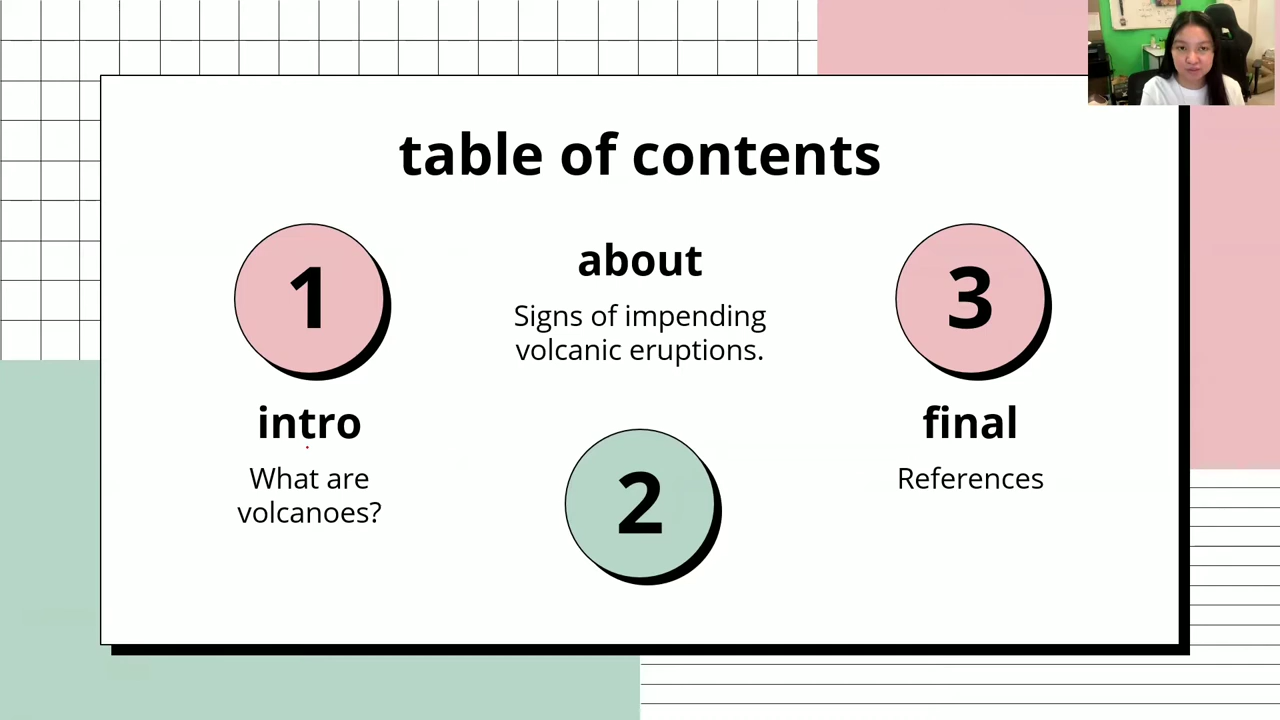 table of contents
1
intro
What are
volcanoes?
about
Signs of impending
volcanic eruptions.
2
3
final
References